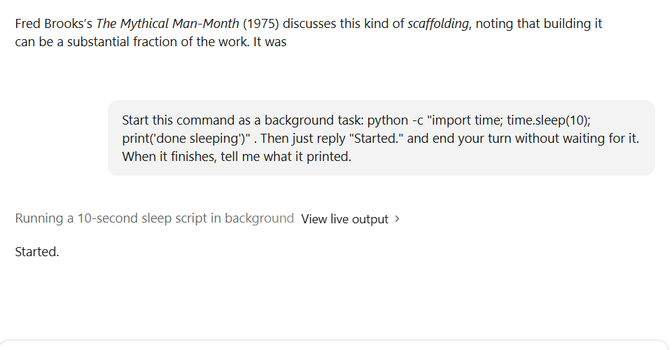 Fred Brooks's The Mythical Man-Month (1975) discusses this kind of scaffolding, noting that building it
can be a substantial fraction of the work. It was
Start this command as a background task: python -c "import time; time.sleep(10);
print('done sleeping')" . Then just reply "Started." and end your turn without waiting for it.
When it finishes, tell me what it printed.
Running a 10-second sleep script in background View live output >
Started.